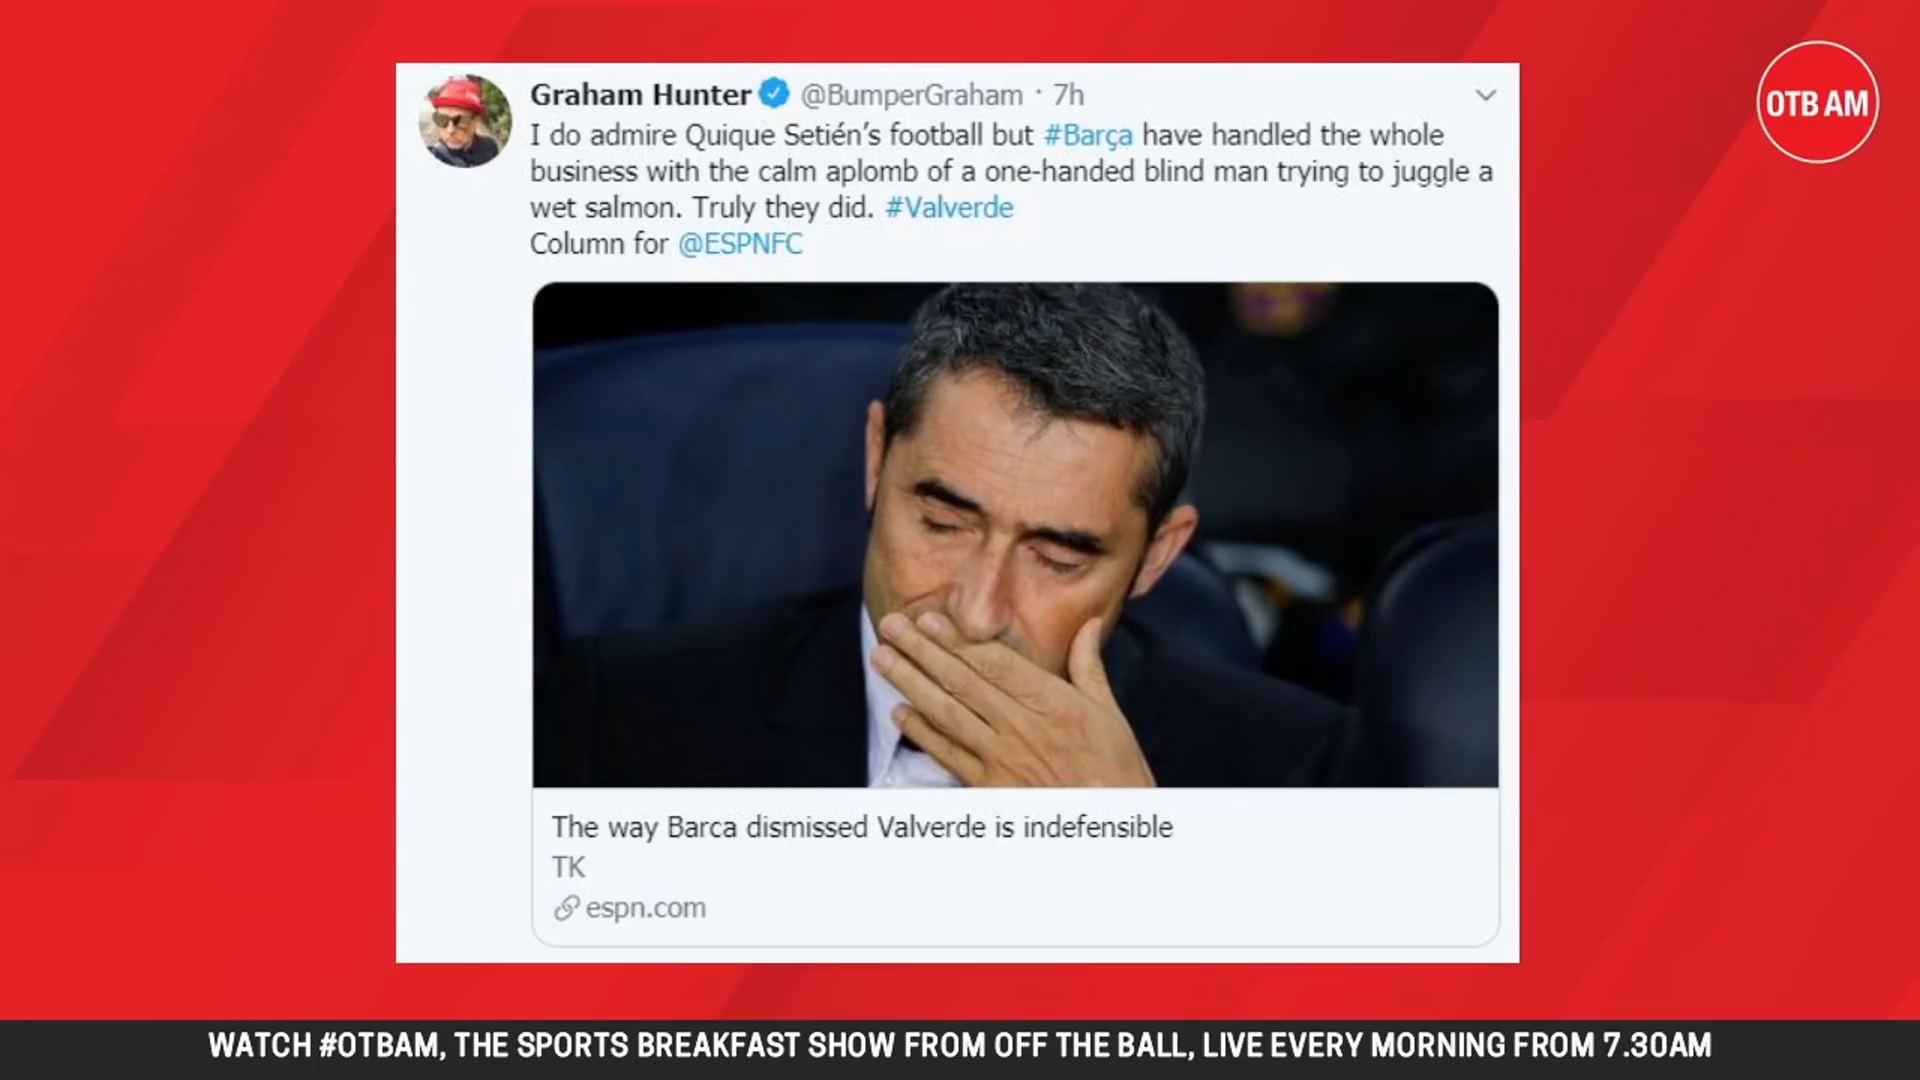 Graham Hunter @BumperGraham · 7h
I do admire Quique Setién's football but #Barça have handled the whole
business with the calm aplomb of a one-handed blind man trying to juggle a
wet salmon. Truly they did. #Valverde
Column for @ESPNFC
The way Barca dismissed Valverde is indefensible
TK
espn.com
OTB AM
WATCH #OTBAM, THE SPORTS BREAKFAST SHOW FROM OFF THE BALL, LIVE EVERY MORNING FROM 7.30AM